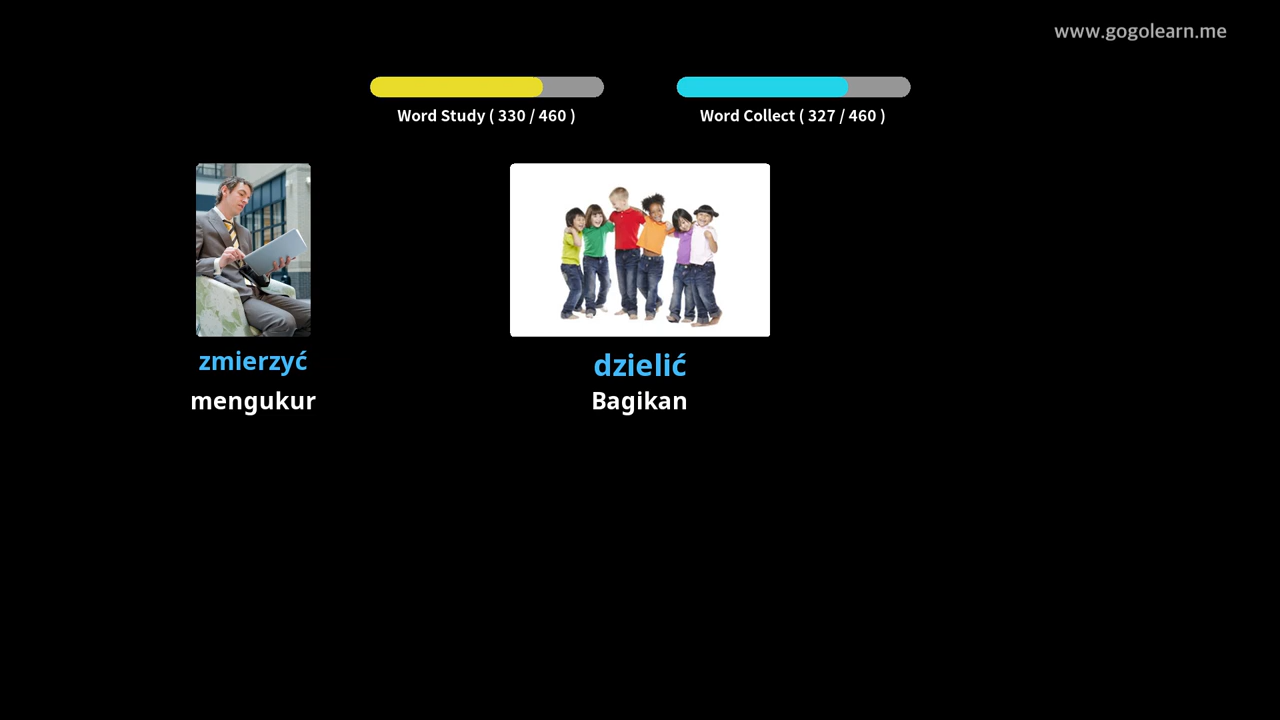 www.gogolearn.me
Word Study ( 330 / 460 )
Word Collect ( 327 / 460 )
zmierzyć
mengukur
dzielić
Bagikan